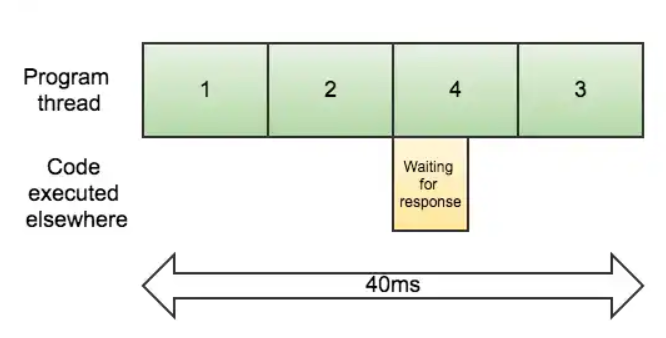 Program
thread
1
2
4
3
Code
executed
elsewhere
Waiting
for
response
40ms